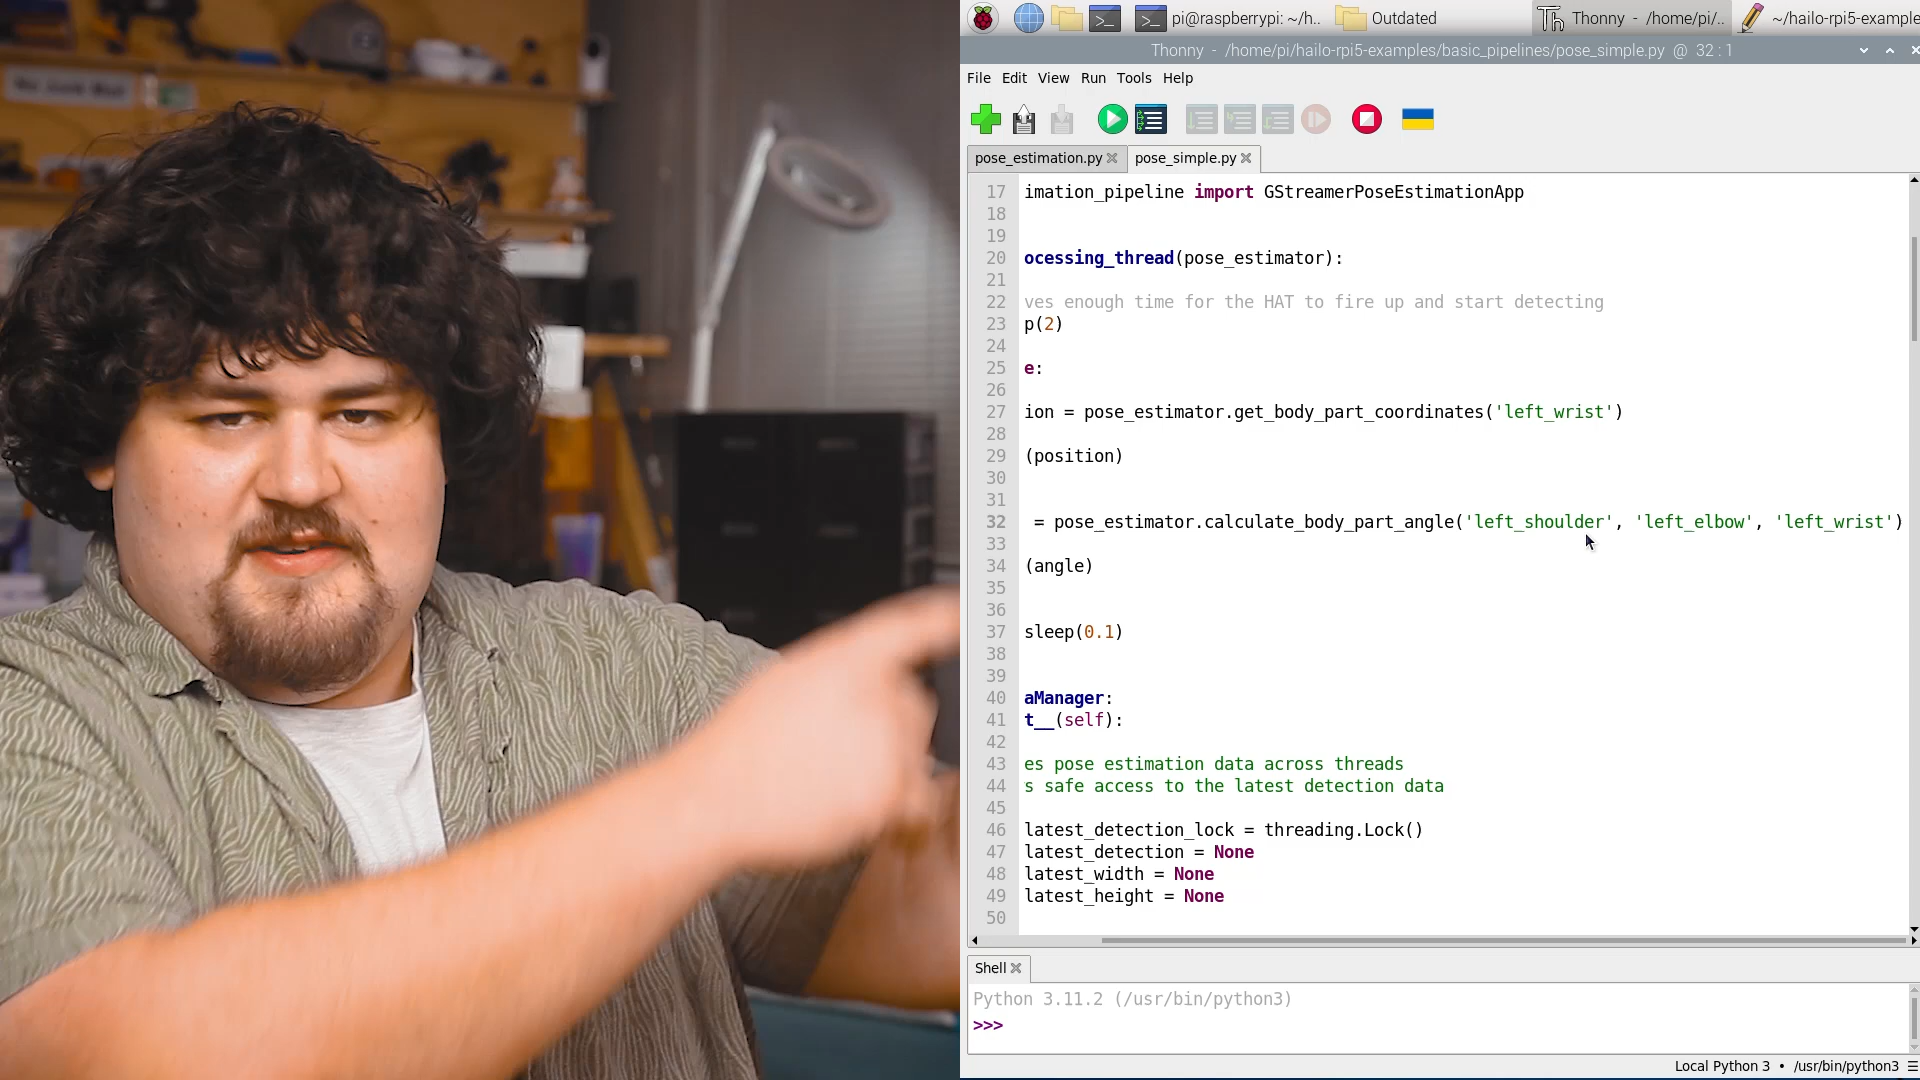 pi@raspberrypi: ~/h..
Outdated
Thonny - /home/pi/..
~/hailo-rpi5-example
Thonny - /home/pi/hailo-rpi5-examples/basic_pipelines/pose_simple.py @ 32 : 1
File Edit View Run Tools Help
pose_estimation.py
pose_simple.py
17 imation_pipeline import GStreamerPoseEstimationApp
18
19
20 ocessing_thread(pose_estimator):
21
22 ves enough time for the HAT to fire up and start detecting
23 p(2)
24
25 e:
26
27 ion = pose_estimator.get_body_part_coordinates('left_wrist')
28
29 (position)
30
31
32 = pose_estimator.calculate_body_part_angle('left_shoulder', 'left_elbow', 'left_wrist')
33
34 (angle)
35
36
37 sleep(0.1)
38
39
40 aManager:
41 t__(self):
42
43 es pose estimation data across threads
44 s safe access to the latest detection data
45
46 latest_detection_lock = threading.Lock()
47 latest_detection = None
48 latest_width = None
49 latest_height = None
50
Shell
Python 3.11.2 (/usr/bin/python3)
>>>
Local Python 3 • /usr/bin/python3